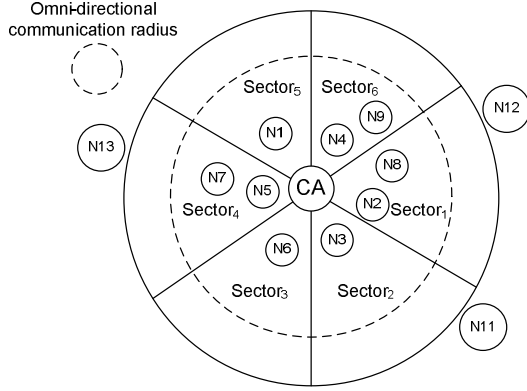 Omni-directional
communication radius
Sector₅
Sector₆
N12
N9
N1
N4
N13
N8
N7
N5
CA
N2
Sector₄
Sector₁
N3
N6
Sector₃
Sector₂
N11